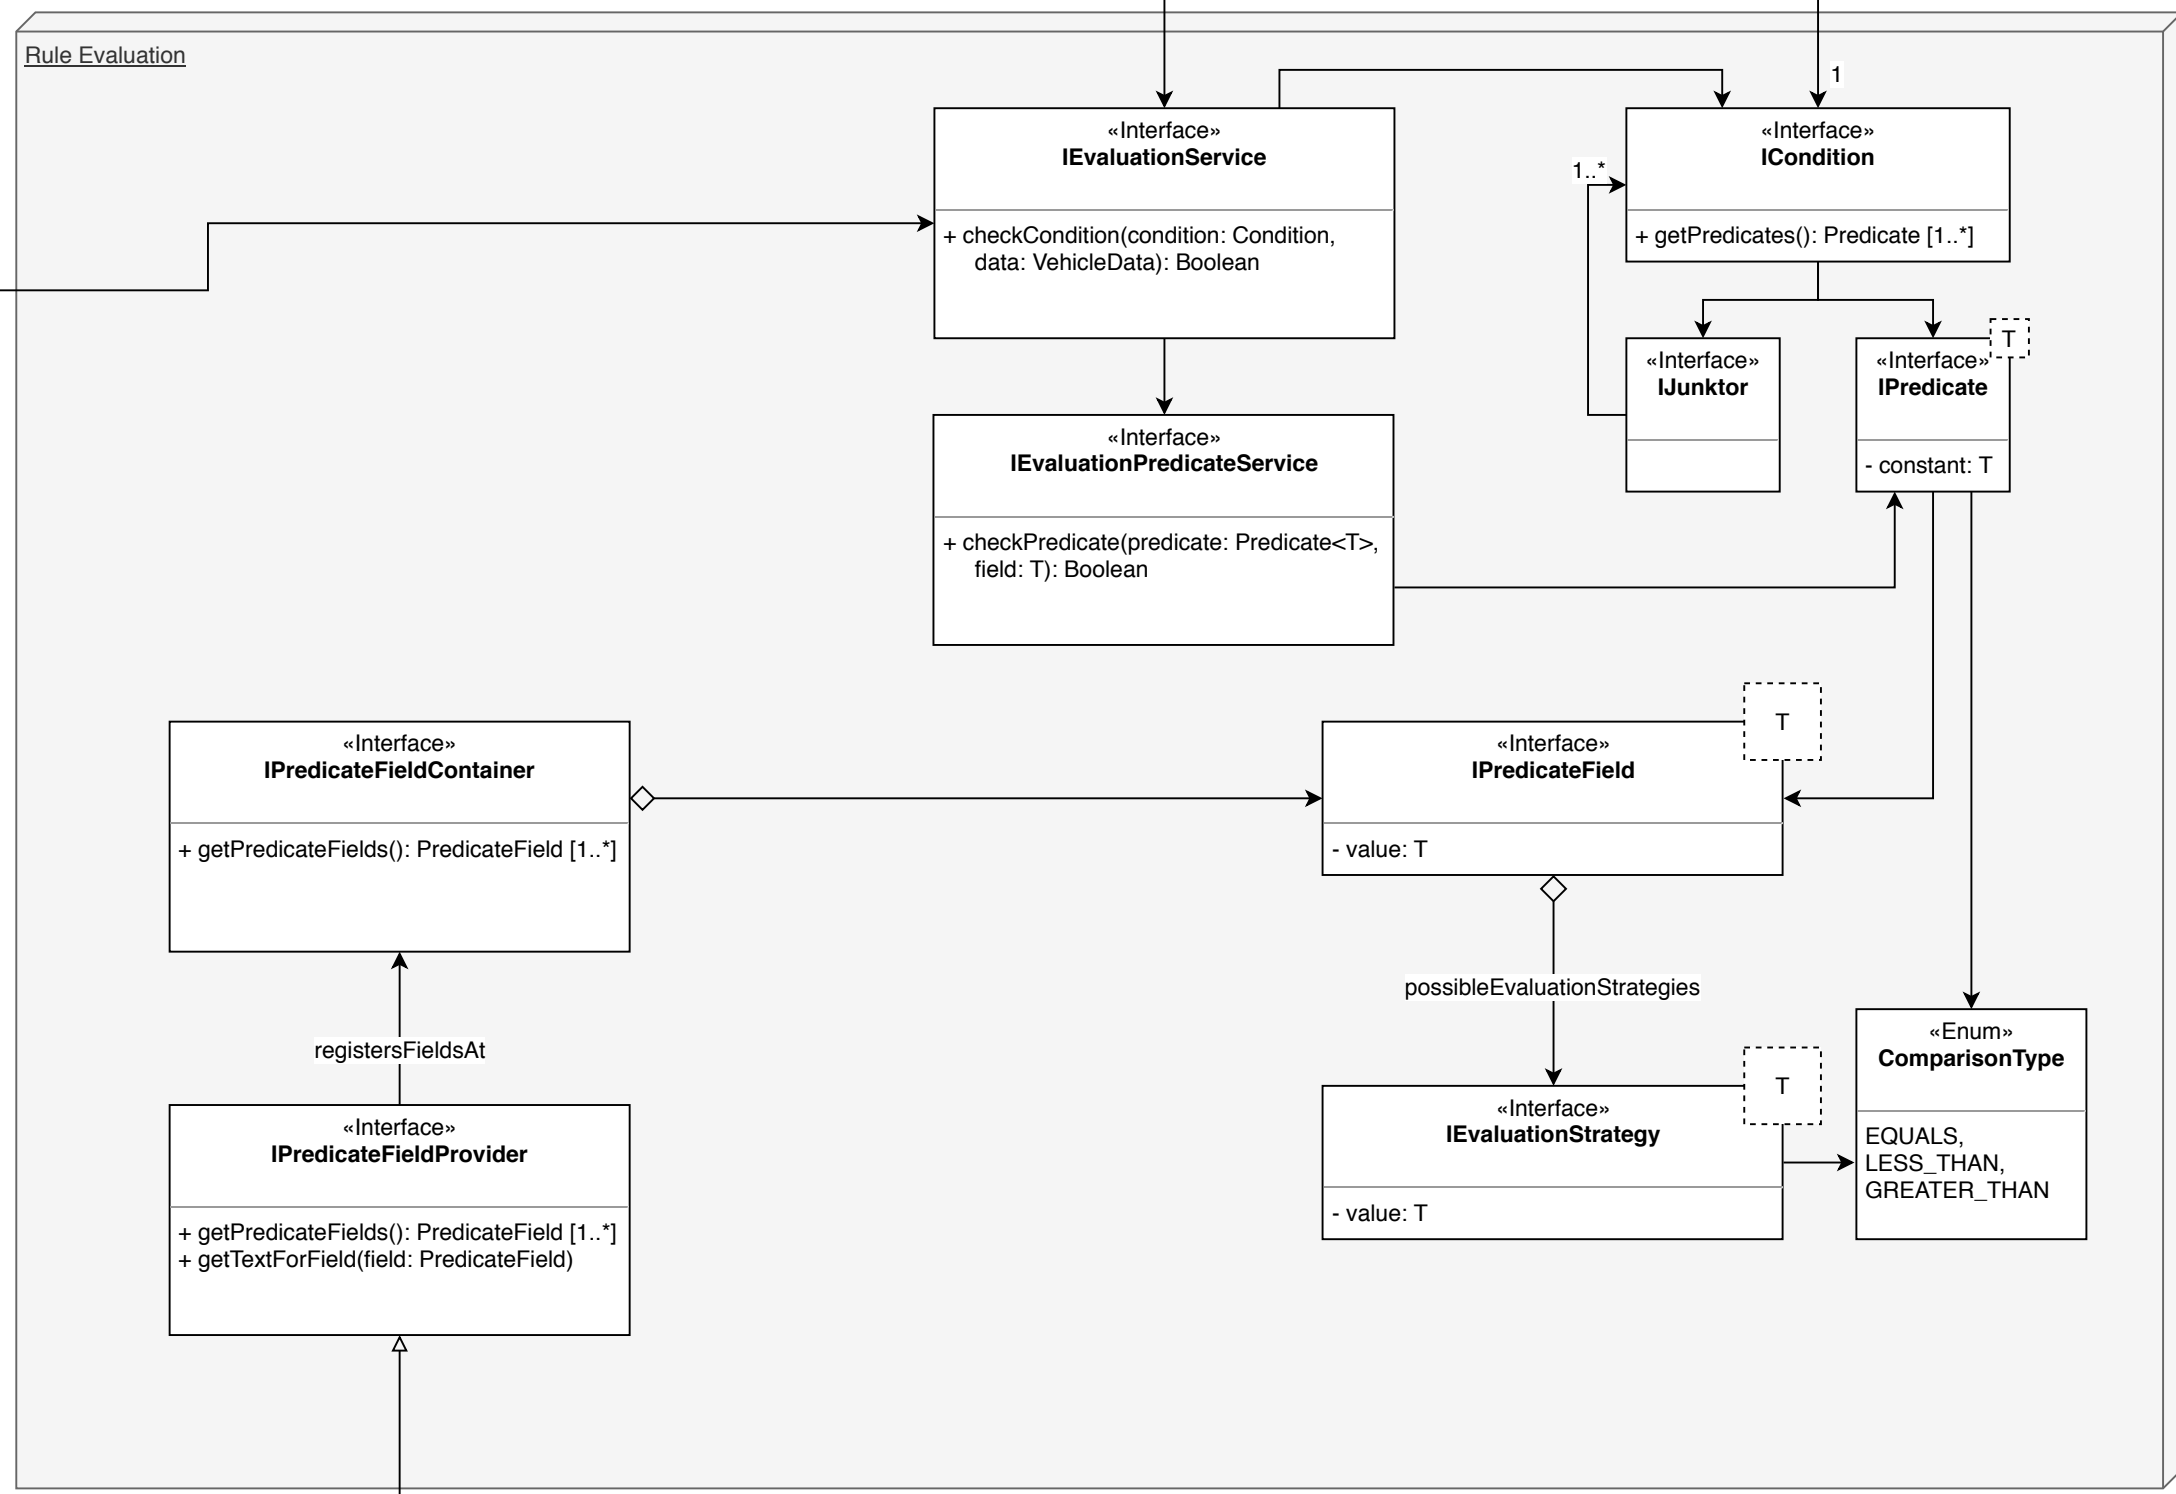 Rule Evaluation
1
«Interface»
IEvaluationService
+ checkCondition(condition: Condition,
data: VehicleData): Boolean
«Interface»
ICondition
+ getPredicates(): Predicate [1..*]
1..*
«Interface»
IJunktor
T
«Interface»
IPredicate
- constant: T
«Interface»
IEvaluationPredicateService
+ checkPredicate(predicate: Predicate<T>,
field: T): Boolean
«Interface»
IPredicateFieldContainer
+ getPredicateFields(): PredicateField [1..*]
T
«Interface»
IPredicateField
- value: T
possibleEvaluationStrategies
registersFieldsAt
«Interface»
IPredicateFieldProvider
+ getPredicateFields(): PredicateField [1..*]
+ getTextForField(field: PredicateField)
T
«Interface»
IEvaluationStrategy
- value: T
«Enum»
ComparisonType
EQUALS,
LESS_THAN,
GREATER_THAN